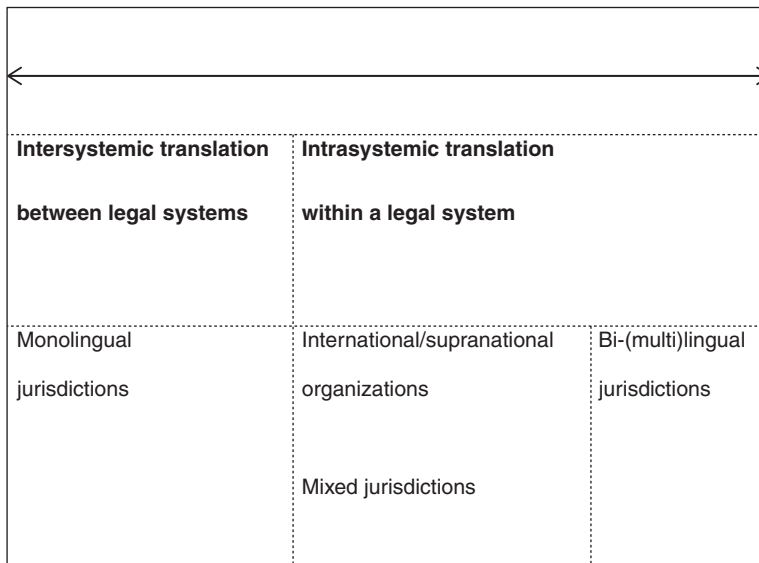 Intersystemic translation
between legal systems
Intrasystemic translation
within a legal system
Monolingual
jurisdictions
International/supranational
organizations
Mixed jurisdictions
Bi-(multi)lingual
jurisdictions